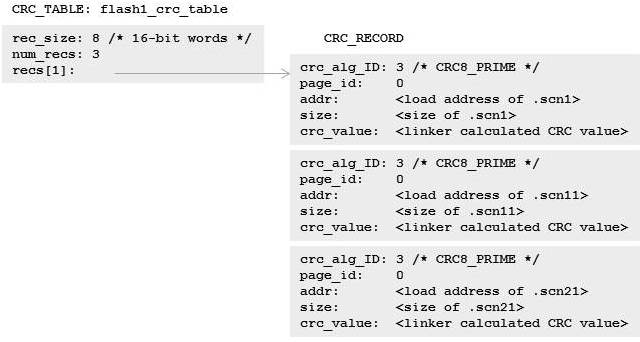 CRC_TABLE: flash1_crc_table
rec_size: 8 /* 16-bit words */
num_recs: 3
recs[1]:
CRC_RECORD
crc_alg_ID: 3 /* CRC8_PRIME */
page_id: 0
addr: <load address of .scn1>
size: <size of .scn1>
crc_value: <linker calculated CRC value>
crc_alg_ID: 3 /* CRC8_PRIME */
page_id: 0
addr: <load address of .scn11>
size: <size of .scn11>
crc_value: <linker calculated CRC value>
crc_alg_ID: 3 /* CRC8_PRIME */
page_id: 0
addr: <load address of .scn21>
size: <size of .scn21>
crc_value: <linker calculated CRC value>